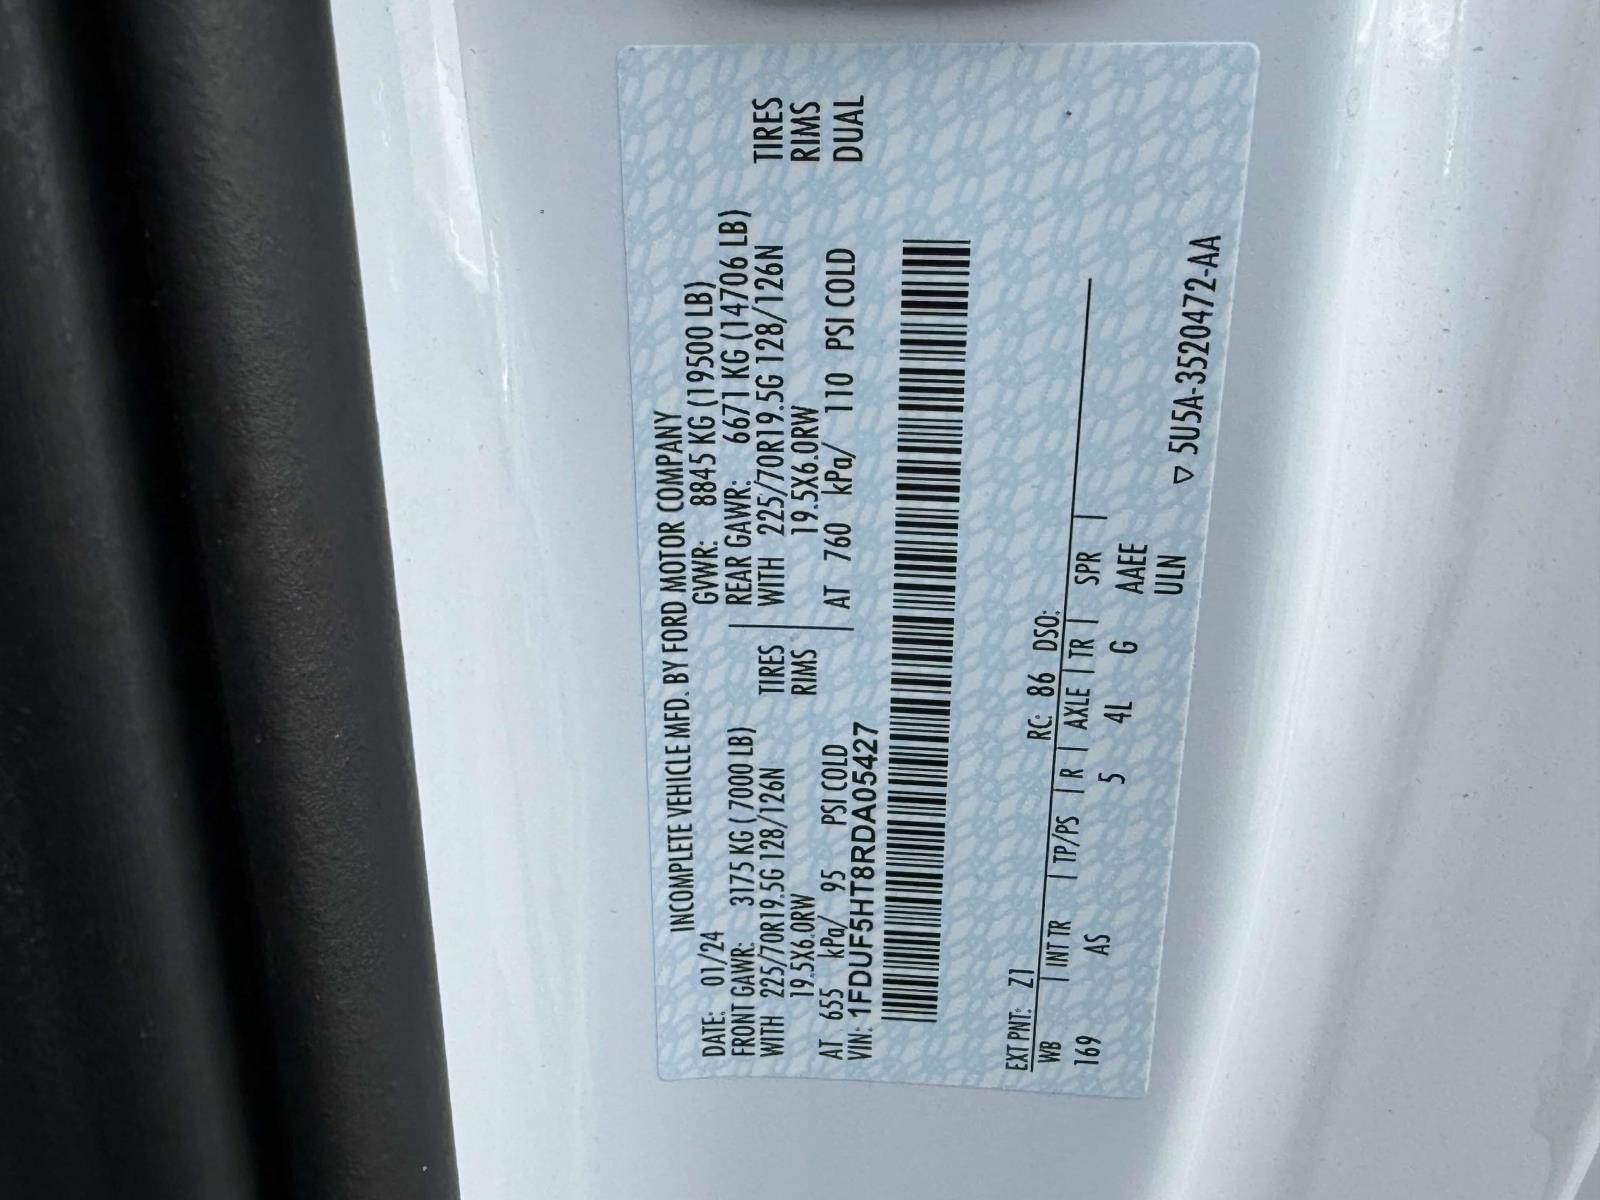 INCOMPLETE VEHICLE MFD. BY FORD MOTOR COMPANY
DATE: 01/24 GVWR: 8845 KG (19500 LB)
FRONT GAWR: 3175 KG (7000 LB) REAR GAWR: 6671 KG (14706 LB)
WITH 225/70R19.5G 128/126N TIRES WITH 225/70R19.5G 128/126N TIRES
19.5X6.0RW RIMS 19.5X6.0RW RIMS
AT 655 kPa/ 95 PSI COLD AT 760 kPa/ 110 PSI COLD DUAL
VIN: 1FDUF5HT8RDA05427
EXT PNT: Z1 RC: 86 DSO:
WB | INT TR | TP/PS | R | AXLE | TR | SPR |
169 AS 5 4L G AAEE
ULN
▽ 5U5A-3520472-AA